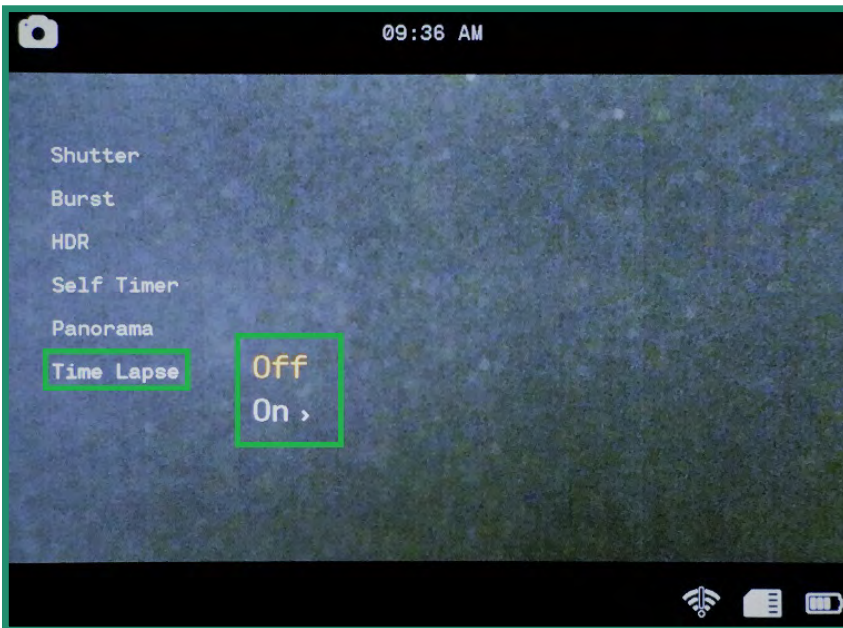 09:36 AM
Shutter
Burst
HDR
Self Timer
Panorama
Time Lapse
Off
On ›